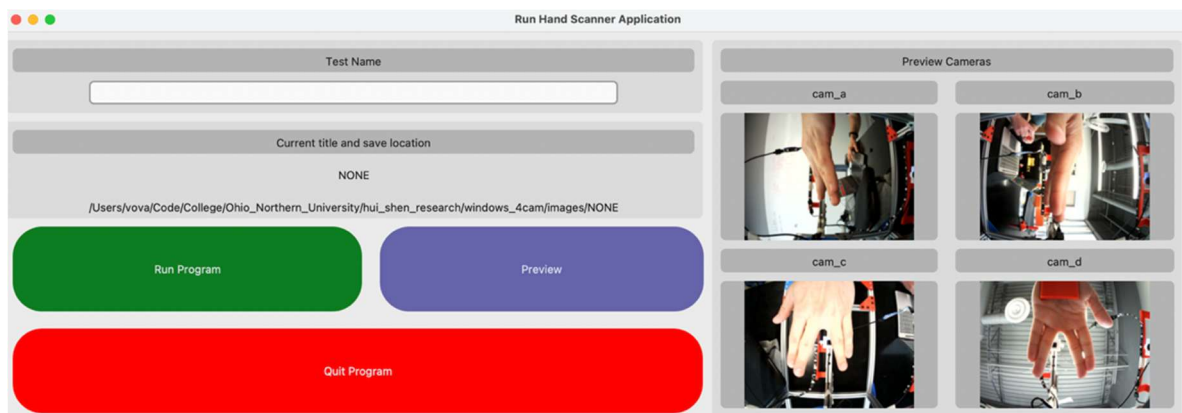 Run Hand Scanner Application
Test Name
Current title and save location
NONE
/Users/vova/Code/College/Ohio_Northern_University/hui_shen_research/windows_4cam/images/NONE
Run Program
Preview
Quit Program
Preview Cameras
cam_a
cam_b
cam_c
cam_d